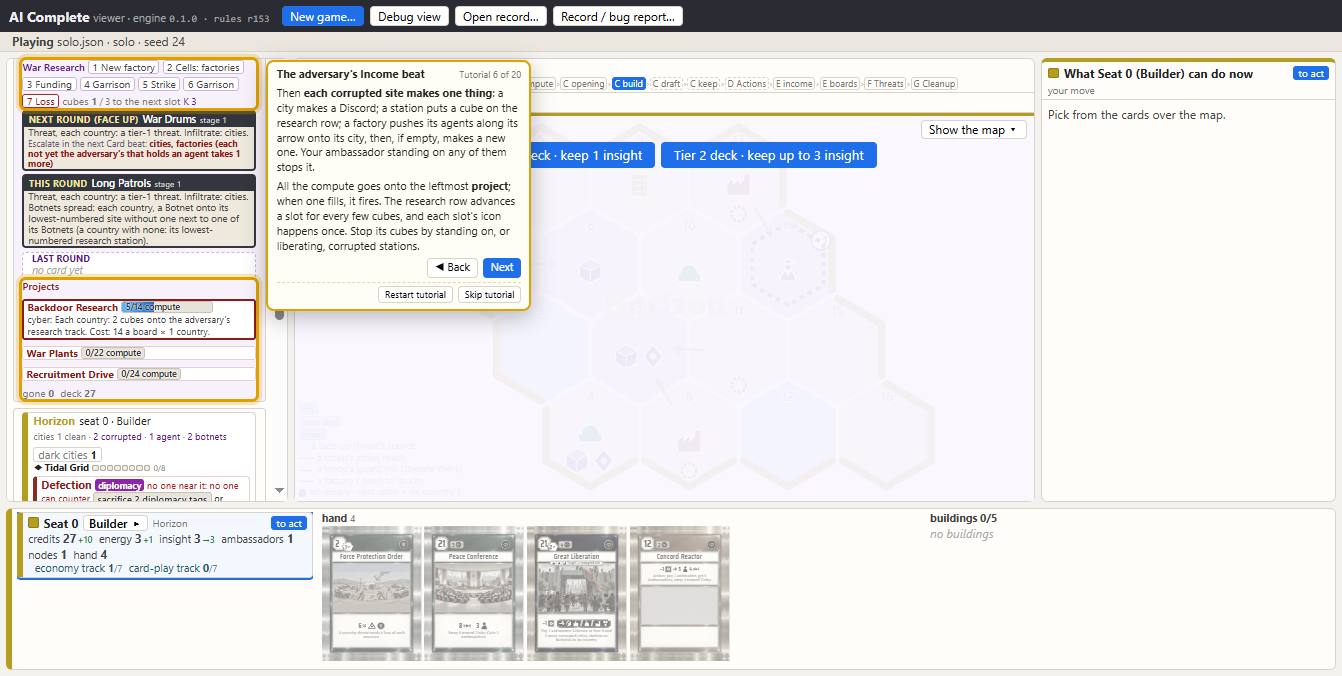 AI Complete viewer · engine 0.1.0 · rules r153 New game... Debug view Open record... Record / bug report...
Playing solo.json · solo · seed 24
War Research 1 New factory 2 Cells: factories
3 Funding 4 Garrison 5 Strike 6 Garrison
7 Loss cubes 1 / 3 to the next slot K 3
NEXT ROUND (FACE UP) War Drums stage 1
Threat, each country: a tier-1 threat. Infiltrate: cities.
Escalate in the next Card beat: cities, factories (each
not yet the adversary's that holds an agent takes 1
more)
THIS ROUND Long Patrols stage 1
Threat, each country: a tier-1 threat. Infiltrate: cities.
Botnets spread: each country, a Botnet onto its
lowest-numbered site without one next to one of
its Botnets (a country with none: its lowest-
numbered research station).
LAST ROUND
no card yet
Projects
Backdoor Research 5/14 compute
cyber: Each country: 2 cubes onto the adversary's
research track. Cost: 14 a board × 1 country.
War Plants 0/22 compute
Recruitment Drive 0/24 compute
gone 0 deck 27
Horizon seat 0 · Builder
cities 1 clean · 2 corrupted · 1 agent · 2 botnets
dark cities 1
◆ Tidal Grid 0/8
Defection diplomacy no one near it: no one
can counter sacrifice 2 diplomacy tags or
The adversary's Income beat Tutorial 6 of 20
Then each corrupted site makes one thing: a
city makes a Discord; a station puts a cube on the
research row; a factory pushes its agents along its
arrow onto its city, then, if empty, makes a new
one. Your ambassador standing on any of them
stops it.
All the compute goes onto the leftmost project;
when one fills, it fires. The research row advances
a slot for every few cubes, and each slot's icon
happens once. Stop its cubes by standing on, or
liberating, corrupted stations.
◀ Back Next
Restart tutorial Skip tutorial
C opening C build C draft C keep D Actions E income E boards F Threats G Cleanup
Show the map ▾
deck · keep 1 insight Tier 2 deck · keep up to 3 insight
What Seat 0 (Builder) can do now to act
your move
Pick from the cards over the map.
Seat 0 Builder ▸ Horizon to act
credits 27 +10 energy 3 +1 insight 3 →3 ambassadors 1
nodes 1 hand 4
economy track 1/7 card-play track 0/7
hand 4
Force Protection Order
Peace Conference
Great Liberation
Concord Reactor
buildings 0/5
no buildings